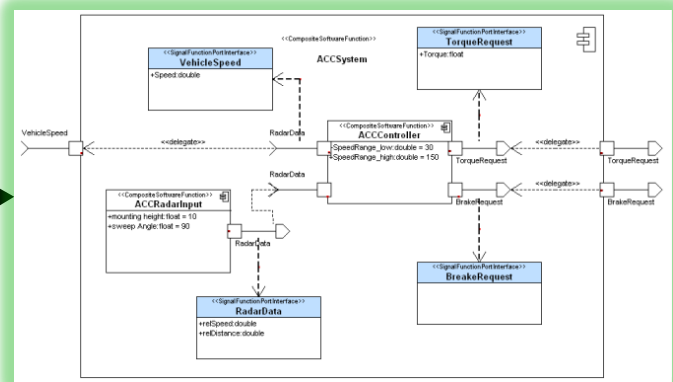 <<CompositeSoftwareFunction>>
ACCSystem
<<SignalFunctionPortInterface>>
VehicleSpeed
+Speed:double
<<SignalFunctionPortInterface>>
TorqueRequest
+Torque:float
VehicleSpeed
<<delegate>>
RadarData
<<CompositeSoftwareFunction>>
ACCController
-SpeedRange_low:double = 30
+SpeedRange_high:double = 150
TorqueRequest
<<delegate>>
TorqueRequest
RadarData
BrakeRequest
<<delegate>>
BrakeRequest
<<CompositeSoftwareFunction>>
ACCRadarInput
+mounting height:float = 10
+sweep Angle:float = 90
RadarData
<<SignalFunctionPortInterface>>
RadarData
+relSpeed:double
+relDistance:double
<<SignalFunctionPortInterface>>
BreakeRequest